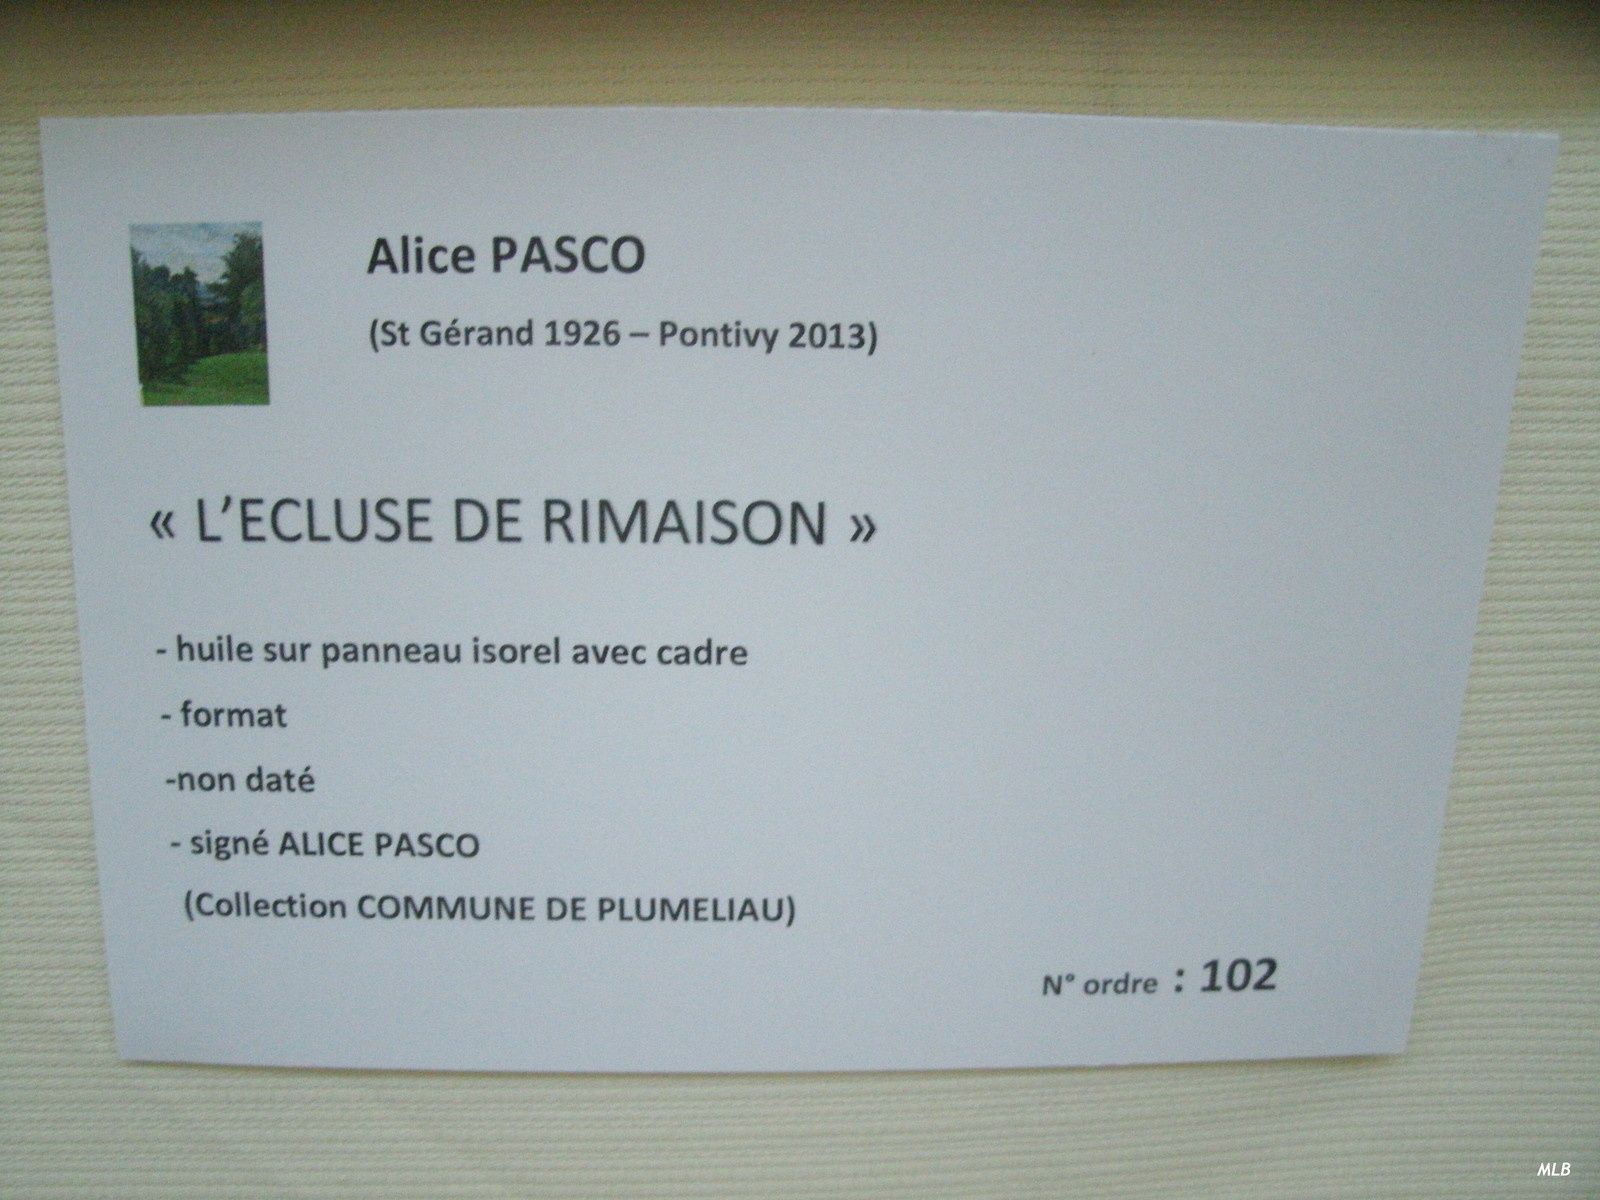 Alice PASCO
(St Gérand 1926 – Pontivy 2013)
« L'ECLUSE DE RIMAISON »
- huile sur panneau isorel avec cadre
- format
-non daté
- signé ALICE PASCO
(Collection COMMUNE DE PLUMELIAU)
N° ordre : 102
MLB